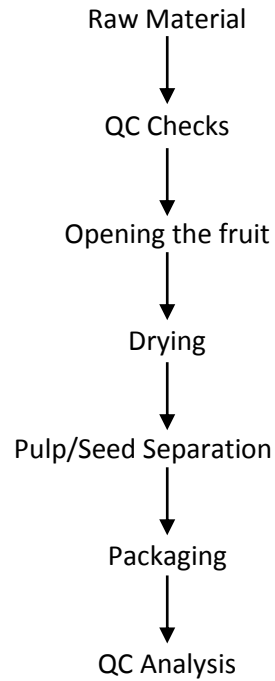 Raw Material
QC Checks
Opening the fruit
Drying
Pulp/Seed Separation
Packaging
QC Analysis